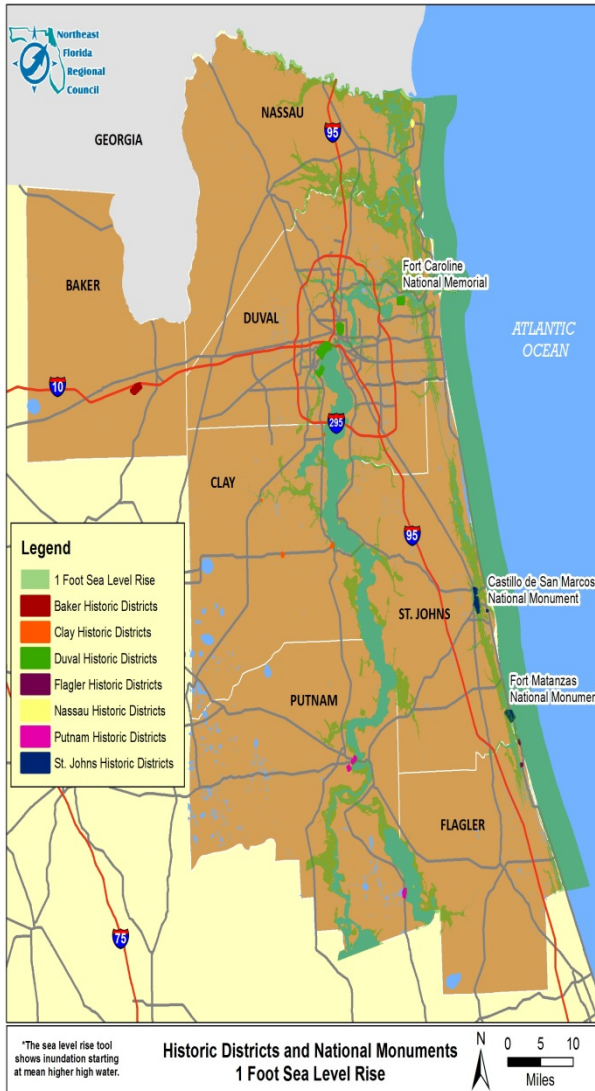 Northeast
Florida
Regional
Council
NASSAU
95
GEORGIA
Fort Caroline
National Memorial
BAKER
DUVAL
ATLANTIC
OCEAN
10
295
CLAY
95
Legend
1 Foot Sea Level Rise
Baker Historic Districts
Clay Historic Districts
Duval Historic Districts
Flagler Historic Districts
Nassau Historic Districts
Putnam Historic Districts
St. Johns Historic Districts
Castillo de San Marcos
National Monument
ST. JOHNS
Fort Matanzas
National Monument
PUTNAM
FLAGLER
75
*The sea level rise tool
shows inundation starting
at mean higher high water.
Historic Districts and National Monuments
1 Foot Sea Level Rise
N
0 5 10
Miles